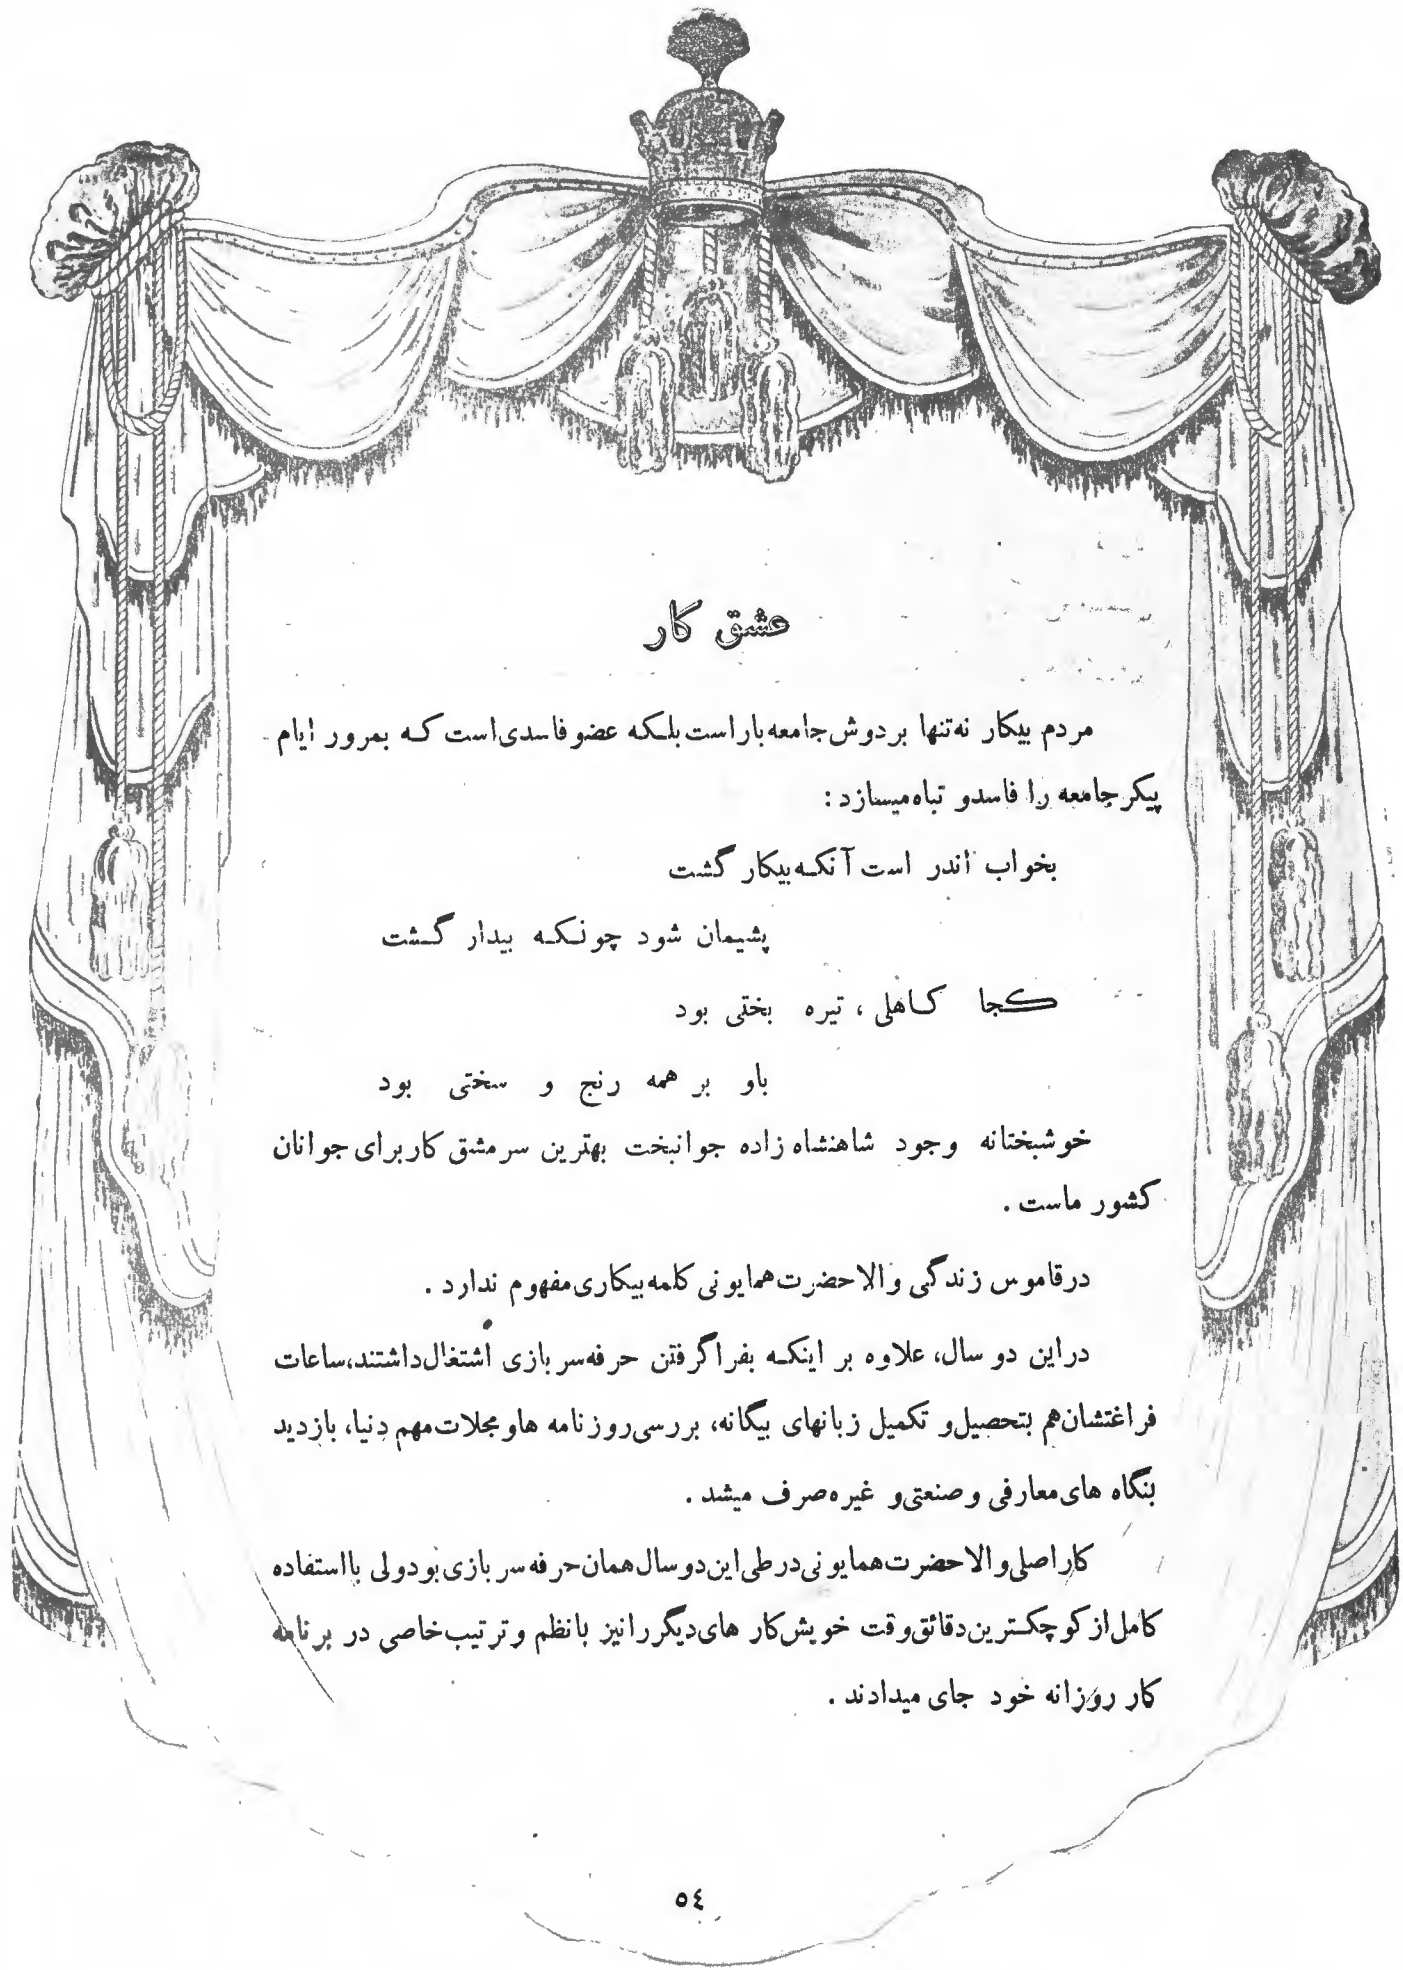 عشق کار
مردم بیکار نه‌تنها بردوش جامعه باراست بلکه عضو فاسدی‌است که بمرور ایام
پیکر جامعه را فاسدو تباه‌میسازد :
بخواب اندر است آنکه بیکار گشت
پشیمان شود چونکه بیدار گشت
کجا کاهلی ، تیره بختی بود
باو بر همه رنج و سختی بود
خوشبختانه وجود شاهنشاه زاده جوانبخت بهترین سرمشق کار برای جوانان
کشور ماست .
درقاموس زندگی والاحضرت همایونی کلمه بیکاری مفهوم ندارد .
دراین دو سال، علاوه بر اینکه بفراگرفتن حرفه سربازی اشتغال داشتند، ساعات
فراغتشان هم بتحصیل و تکمیل زبانهای بیگانه، بررسی روزنامه هاو مجلات مهم دنیا، بازدید
بنگاه های معارفی و صنعتی و غیره صرف میشد .
کار اصلی والاحضرت همایونی درطی این دو سال همان حرفه سربازی بود ولی بااستفاده
کامل از کوچکترین دقائق وقت خویش کار های دیگر را نیز بانظم و ترتیب خاصی در برنامه
کار روزانه خود جای میدادند .
٥٤